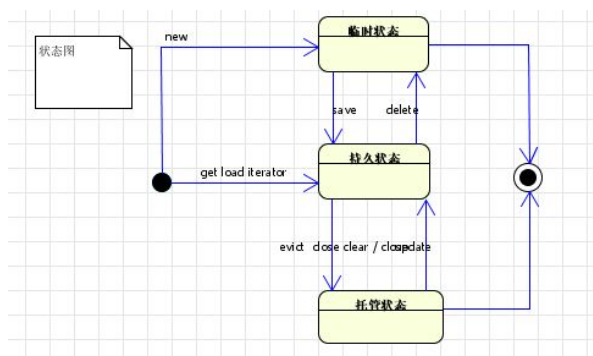 new
临时状态
状态图
save
delete
持久状态
get load iterator
evict close clear / close
update
托管状态